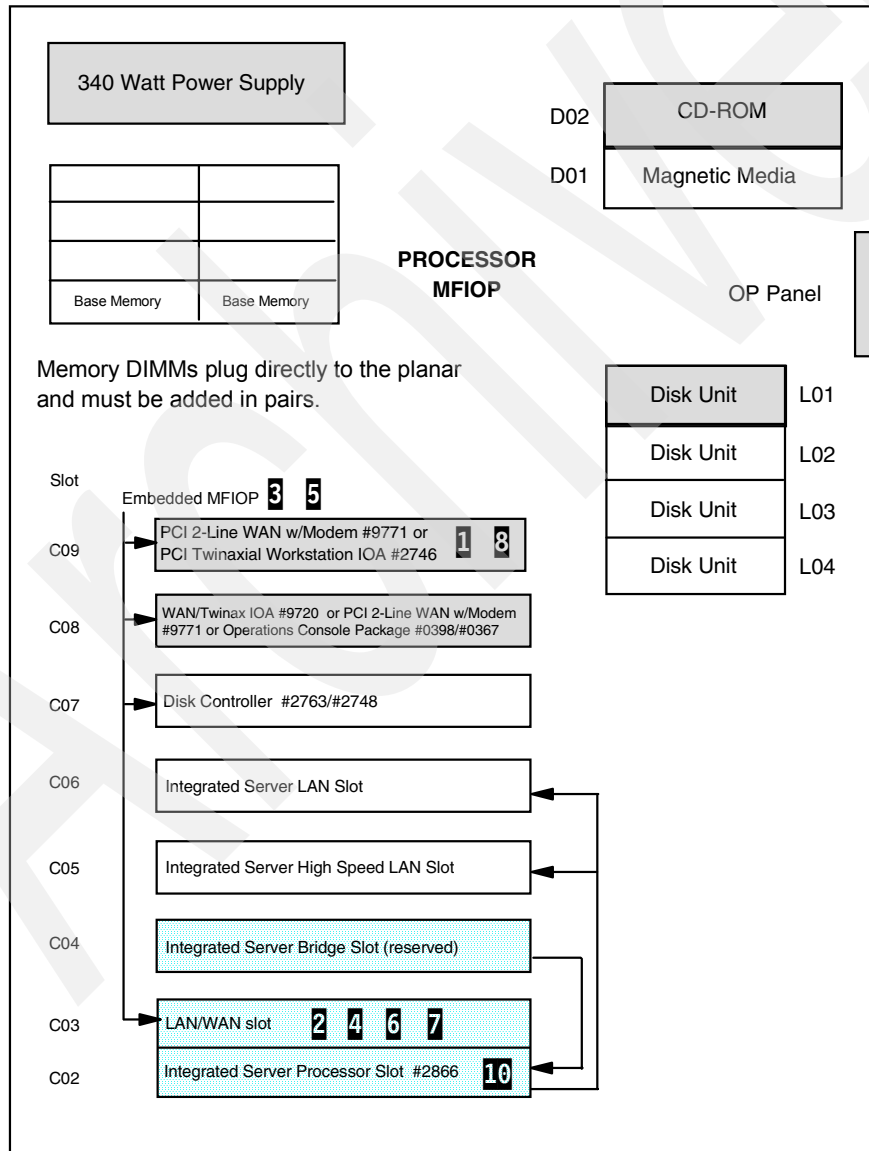 340 Watt Power Supply
D02
CD-ROM
D01
Magnetic Media
PROCESSOR
MFIOP
Base Memory
Base Memory
OP Panel
Memory DIMMs plug directly to the planar
and must be added in pairs.
Disk Unit
L01
Disk Unit
L02
Disk Unit
L03
Disk Unit
L04
Slot
Embedded MFIOP 3 5
C09
PCI 2-Line WAN w/Modem #9771 or
PCI Twinaxial Workstation IOA #2746
1 8
C08
WAN/Twinax IOA #9720 or PCI 2-Line WAN w/Modem
#9771 or Operations Console Package #0398/#0367
C07
Disk Controller #2763/#2748
C06
Integrated Server LAN Slot
C05
Integrated Server High Speed LAN Slot
C04
Integrated Server Bridge Slot (reserved)
C03
LAN/WAN slot 2 4 6 7
C02
Integrated Server Processor Slot #2866 10
Archive